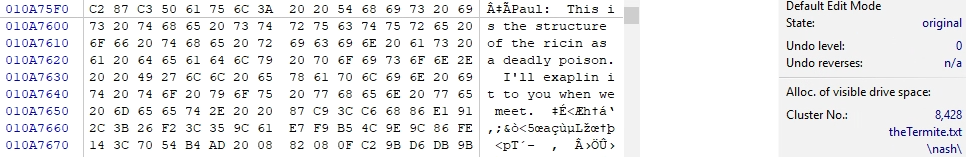 010A75F0 C2 87 C3 50 61 75 6C 3A 20 20 54 68 69 73 20 69 Â‡ÃPaul:  This i
010A7600 73 20 74 68 65 20 73 74 72 75 63 74 75 72 65 20 s the structure
010A7610 6F 66 20 74 68 65 20 72 69 63 69 6E 20 61 73 20 of the ricin as
010A7620 61 20 64 65 61 64 6C 79 20 70 6F 69 73 6F 6E 2E a deadly poison.
010A7630 20 20 49 27 6C 6C 20 65 78 61 70 6C 69 6E 20 69 I'll exaplin i
010A7640 74 20 74 6F 20 79 6F 75 20 77 68 65 6E 20 77 65 t to you when we
010A7650 20 6D 65 65 74 2E 20 20 87 C9 3C C6 68 86 E1 91 meet.  ‡É<Æh†á‘
010A7660 2C 3B 26 F2 3C 35 9C 61 E7 F9 B5 4C 9E 9C 86 FE ,;&ò<5œaçùµLžœ†þ
010A7670 14 3C 70 54 B4 AD 20 08 82 08 0F C2 9B D6 DB 9B <pT´- ‚ Â›ÖÛ›
Default Edit Mode
State: original
Undo level: 0
Undo reverses: n/a
Alloc. of visible drive space:
Cluster No.: 8,428
theTermite.txt
\nash\